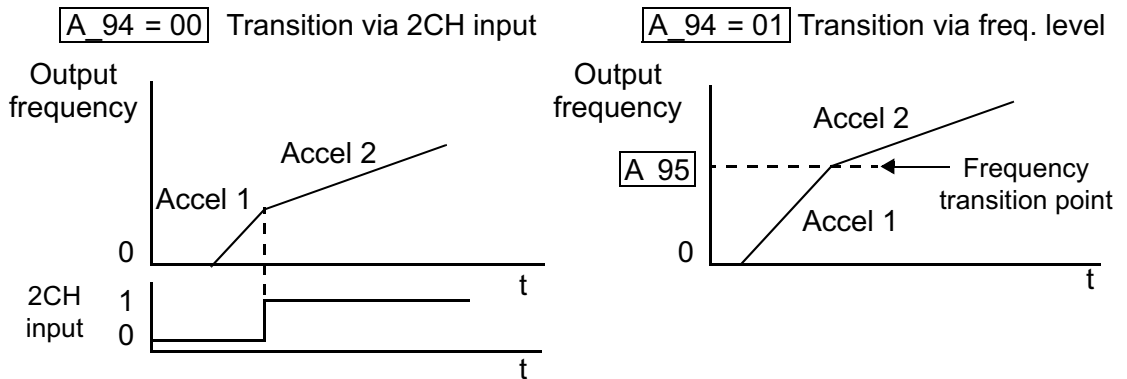 A_94 = 00 Transition via 2CH input
Output
frequency
Accel 2
Accel 1
0
t
2CH
input
1
0
t
A_94 = 01 Transition via freq. level
Output
frequency
Accel 2
A 95
Frequency
transition point
Accel 1
0
t